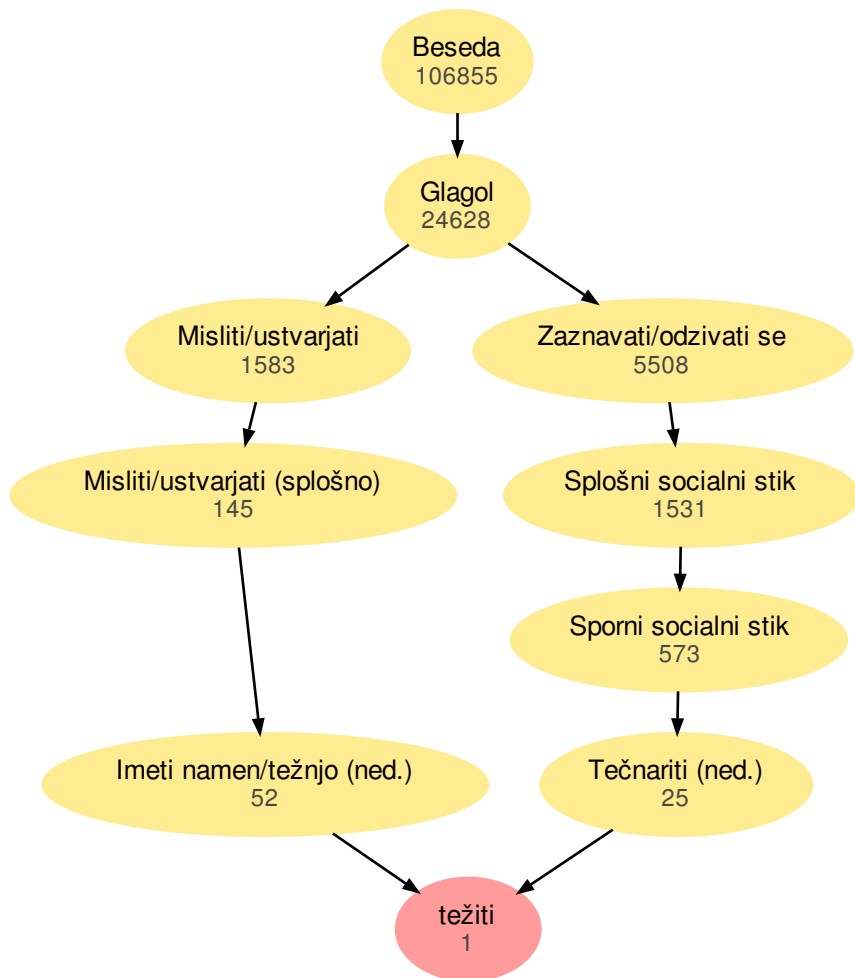 Beseda
106855
Glagol
24628
Misliti/ustvarjati
1583
Zaznavati/odzivati se
5508
Misliti/ustvarjati (splošno)
145
Splošni socialni stik
1531
Sporni socialni stik
573
Imeti namen/težnjo (ned.)
52
Tečnariti (ned.)
25
težiti
1